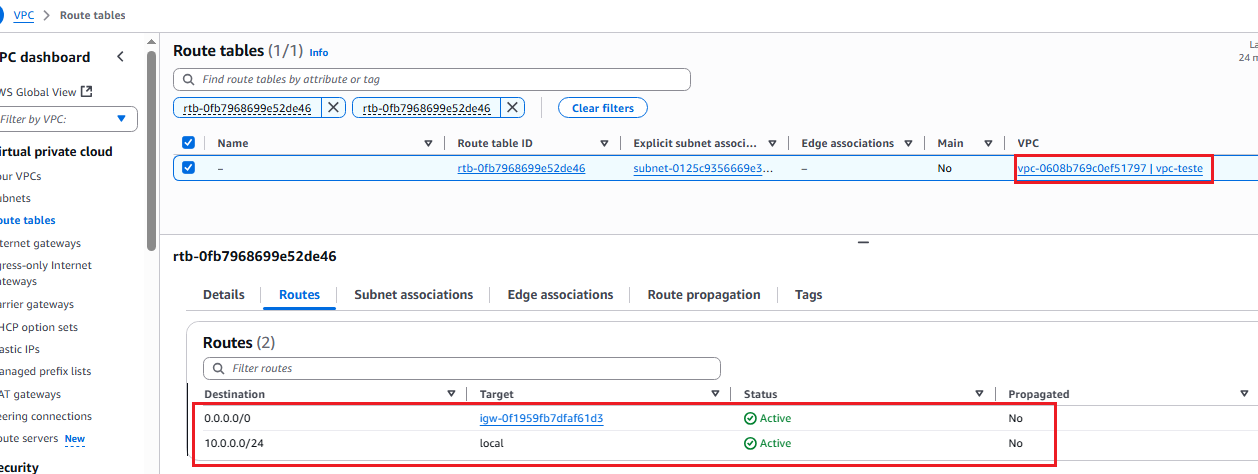 VPC > Route tables
PC dashboard
WS Global View
Filter by VPC:
irtual private cloud
our VPCs
ubnets
oute tables
nternet gateways
gress-only Internet
ateways
arrier gateways
HCP option sets
lastic IPs
anaged prefix lists
AT gateways
eering connections
oute servers New
ecurity
Route tables (1/1) Info
La
24 m
Find route tables by attribute or tag
rtb-0fb7968699e52de46 rtb-0fb7968699e52de46 Clear filters
Name Route table ID Explicit subnet associ... Edge associations Main VPC
– rtb-0fb7968699e52de46 subnet-0125c9356669e3... – No vpc-0608b769c0ef51797 | vpc-teste
rtb-0fb7968699e52de46
Details Routes Subnet associations Edge associations Route propagation Tags
Routes (2)
Filter routes
Destination Target Status Propagated
0.0.0.0/0 igw-0f1959fb7dfaf61d3 Active No
10.0.0.0/24 local Active No